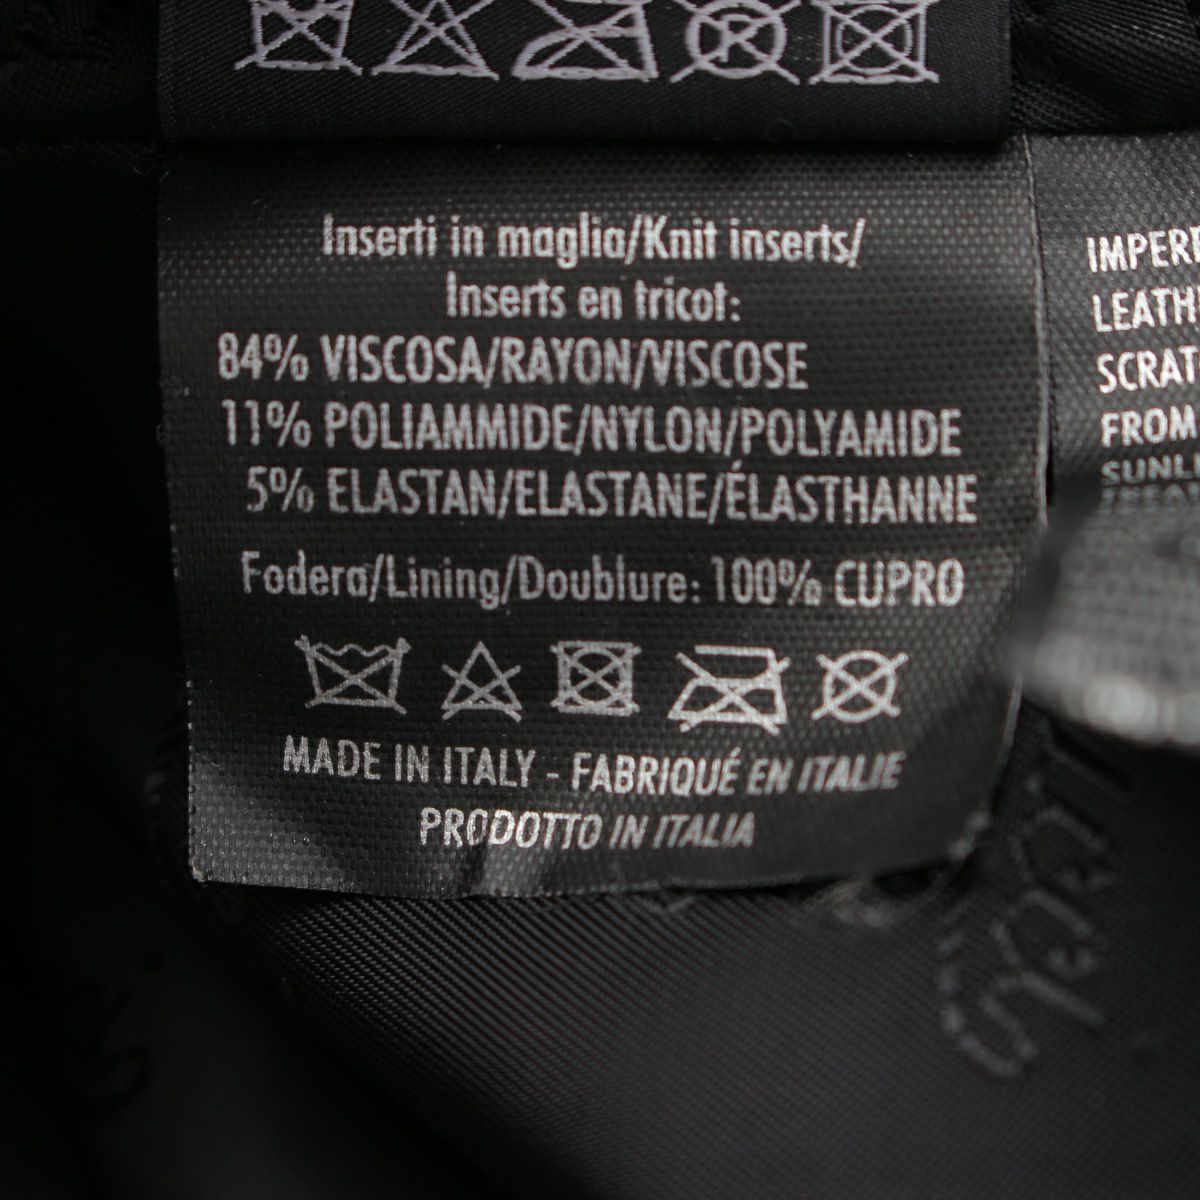 Inserti in maglia/Knit inserts/
Inserts en tricot:
84% VISCOSA/RAYON/VISCOSE
11% POLIAMMIDE/NYLON/POLYAMIDE
5% ELASTAN/ELASTANE/ÉLASTHANNE
Fodera/Lining/Doublure: 100% CUPRO
MADE IN ITALY - FABRIQUÉ EN ITALIE
PRODOTTO IN ITALIA
FROM